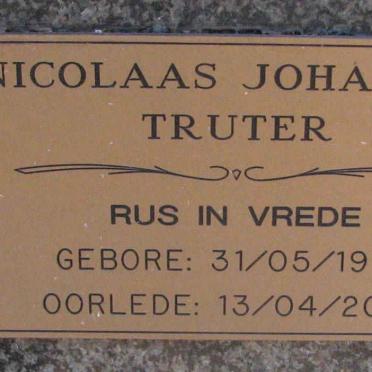 NICOLAAS JOHA
TRUTER
RUS IN VREDE
GEBORE: 31/05/19
OORLEDE: 13/04/20